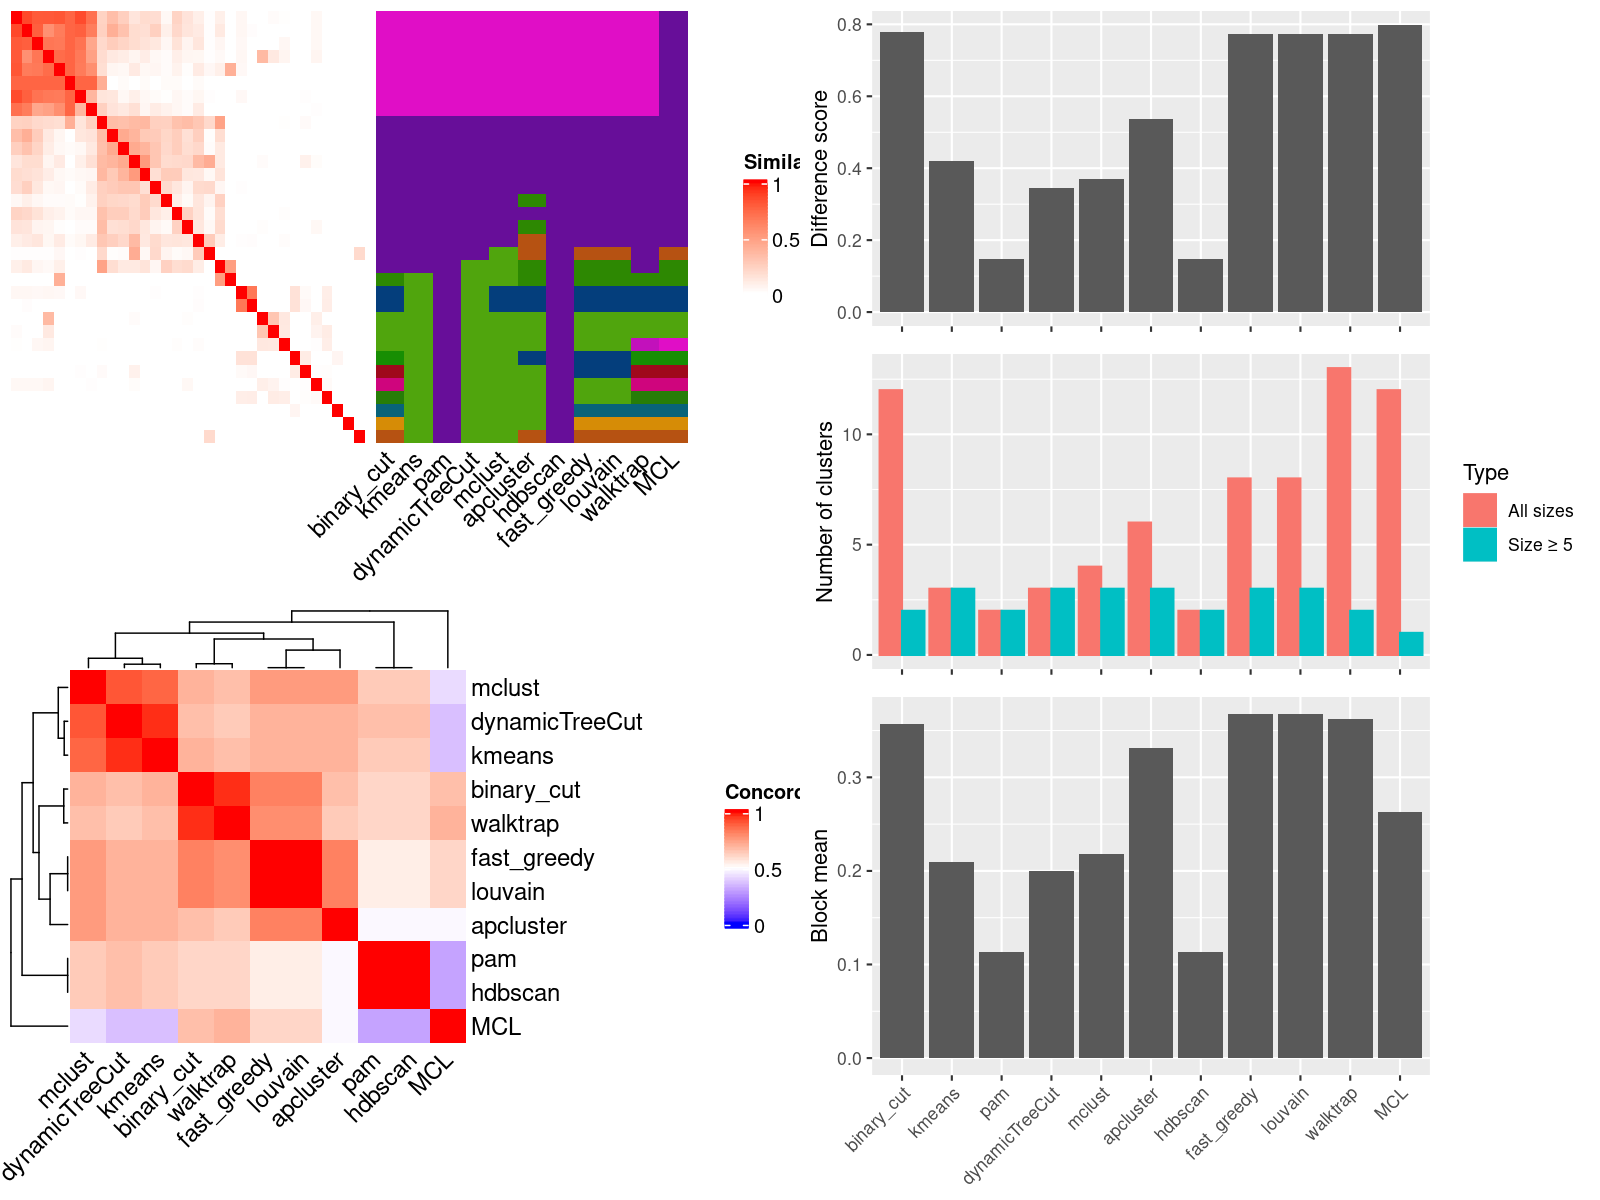 Simila
1
0.5
0
binary_cut
kmeans
pam
dynamicTreeCut
mclust
apcluster
hdbscan
fast_greedy
louvain
walktrap
MCL
mclust
dynamicTreeCut
kmeans
binary_cut
walktrap
fast_greedy
louvain
apcluster
pam
hdbscan
MCL
mclust
dynamicTreeCut
kmeans
binary_cut
walktrap
fast_greedy
louvain
apcluster
pam
hdbscan
MCL
Concord
1
0.5
0
Difference score
0.8
0.6
0.4
0.2
0.0
Number of clusters
10
5
0
Type
All sizes
Size ≥ 5
Block mean
0.3
0.2
0.1
0.0
binary_cut
kmeans
pam
dynamicTreeCut
mclust
apcluster
hdbscan
fast_greedy
louvain
walktrap
MCL